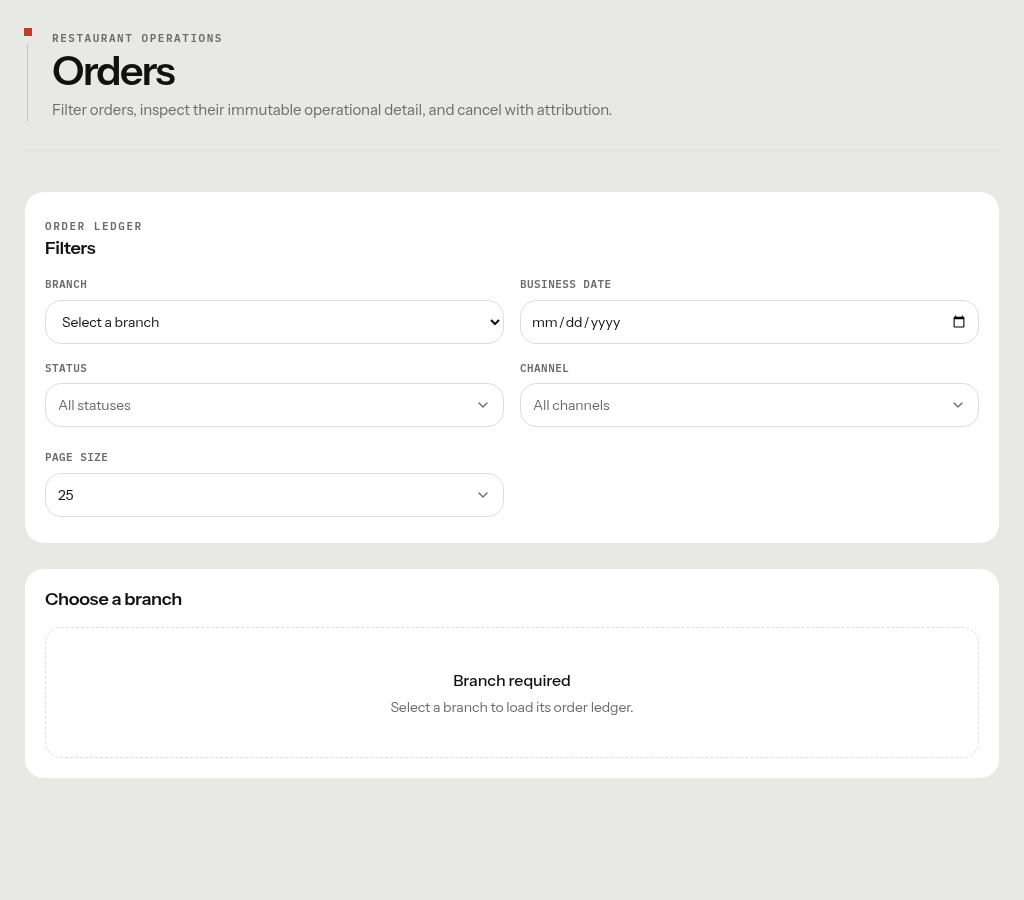 RESTAURANT OPERATIONS
Orders
Filter orders, inspect their immutable operational detail, and cancel with attribution.
ORDER LEDGER
Filters
BRANCH
Select a branch
BUSINESS DATE
mm/dd/yyyy
STATUS
All statuses
CHANNEL
All channels
PAGE SIZE
25
Choose a branch
Branch required
Select a branch to load its order ledger.